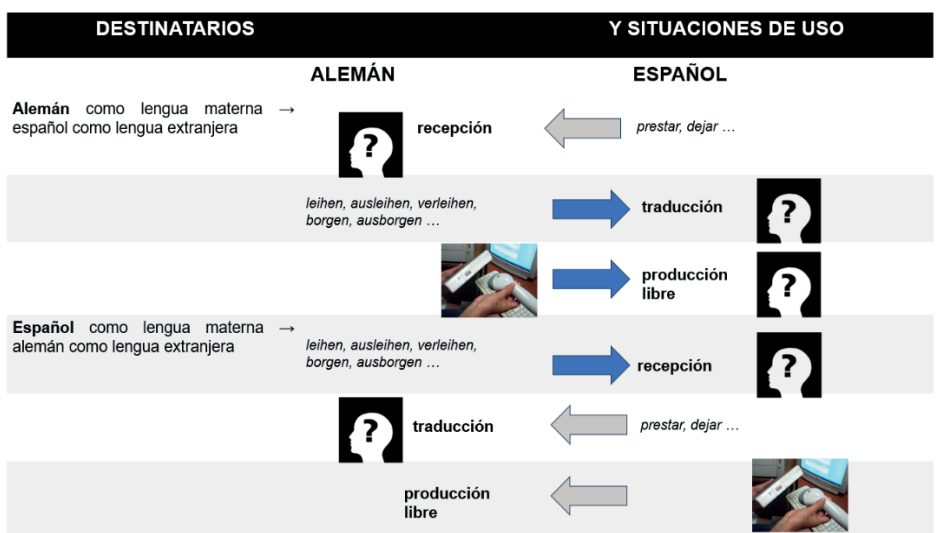 DESTINATARIOS Y SITUACIONES DE USO
ALEMÁN ESPAÑOL
Alemán como lengua materna →
español como lengua extranjera
recepción
prestar, dejar …
leihen, ausleihen, verleihen,
borgen, ausborgen …
traducción
producción
libre
Español como lengua materna →
alemán como lengua extranjera
leihen, ausleihen, verleihen,
borgen, ausborgen …
recepción
traducción
prestar, dejar …
producción
libre